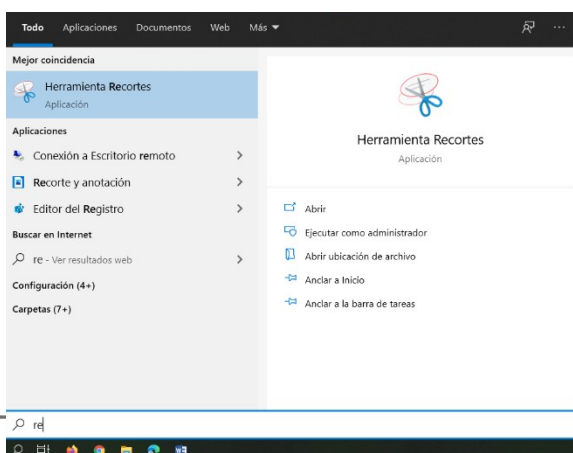 Todo Aplicaciones Documentos Web Más
Mejor coincidencia
Herramienta Recortes
Aplicación
Aplicaciones
Conexión a Escritorio remoto
Recorte y anotación
Editor del Registro
Buscar en Internet
re - Ver resultados web
Configuración (4+)
Carpetas (7+)
Herramienta Recortes
Aplicación
Abrir
Ejecutar como administrador
Abrir ubicación de archivo
Anclar a Inicio
Anclar a la barra de tareas
re